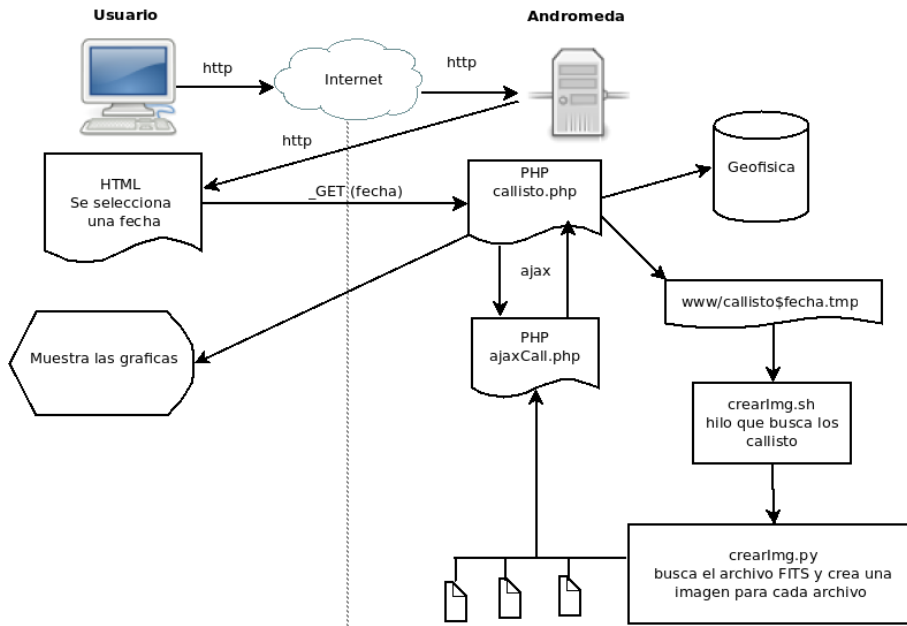 Usuario
Andromeda
http
Internet
http
http
HTML
Se selecciona
una fecha
_GET (fecha)
PHP
callisto.php
Geofisica
ajax
www/callisto$fecha.tmp
Muestra las graficas
PHP
ajaxCall.php
crearImg.sh
hilo que busca los
callisto
crearImg.py
busca el archivo FITS y crea una
imagen para cada archivo